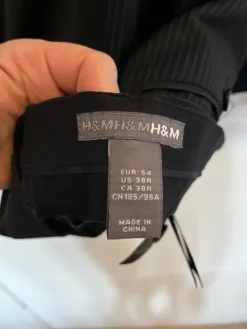 H&MH&MH&M
EUR 54
US 38R
CA 38R
CN185/96A
MADE IN
CHINA